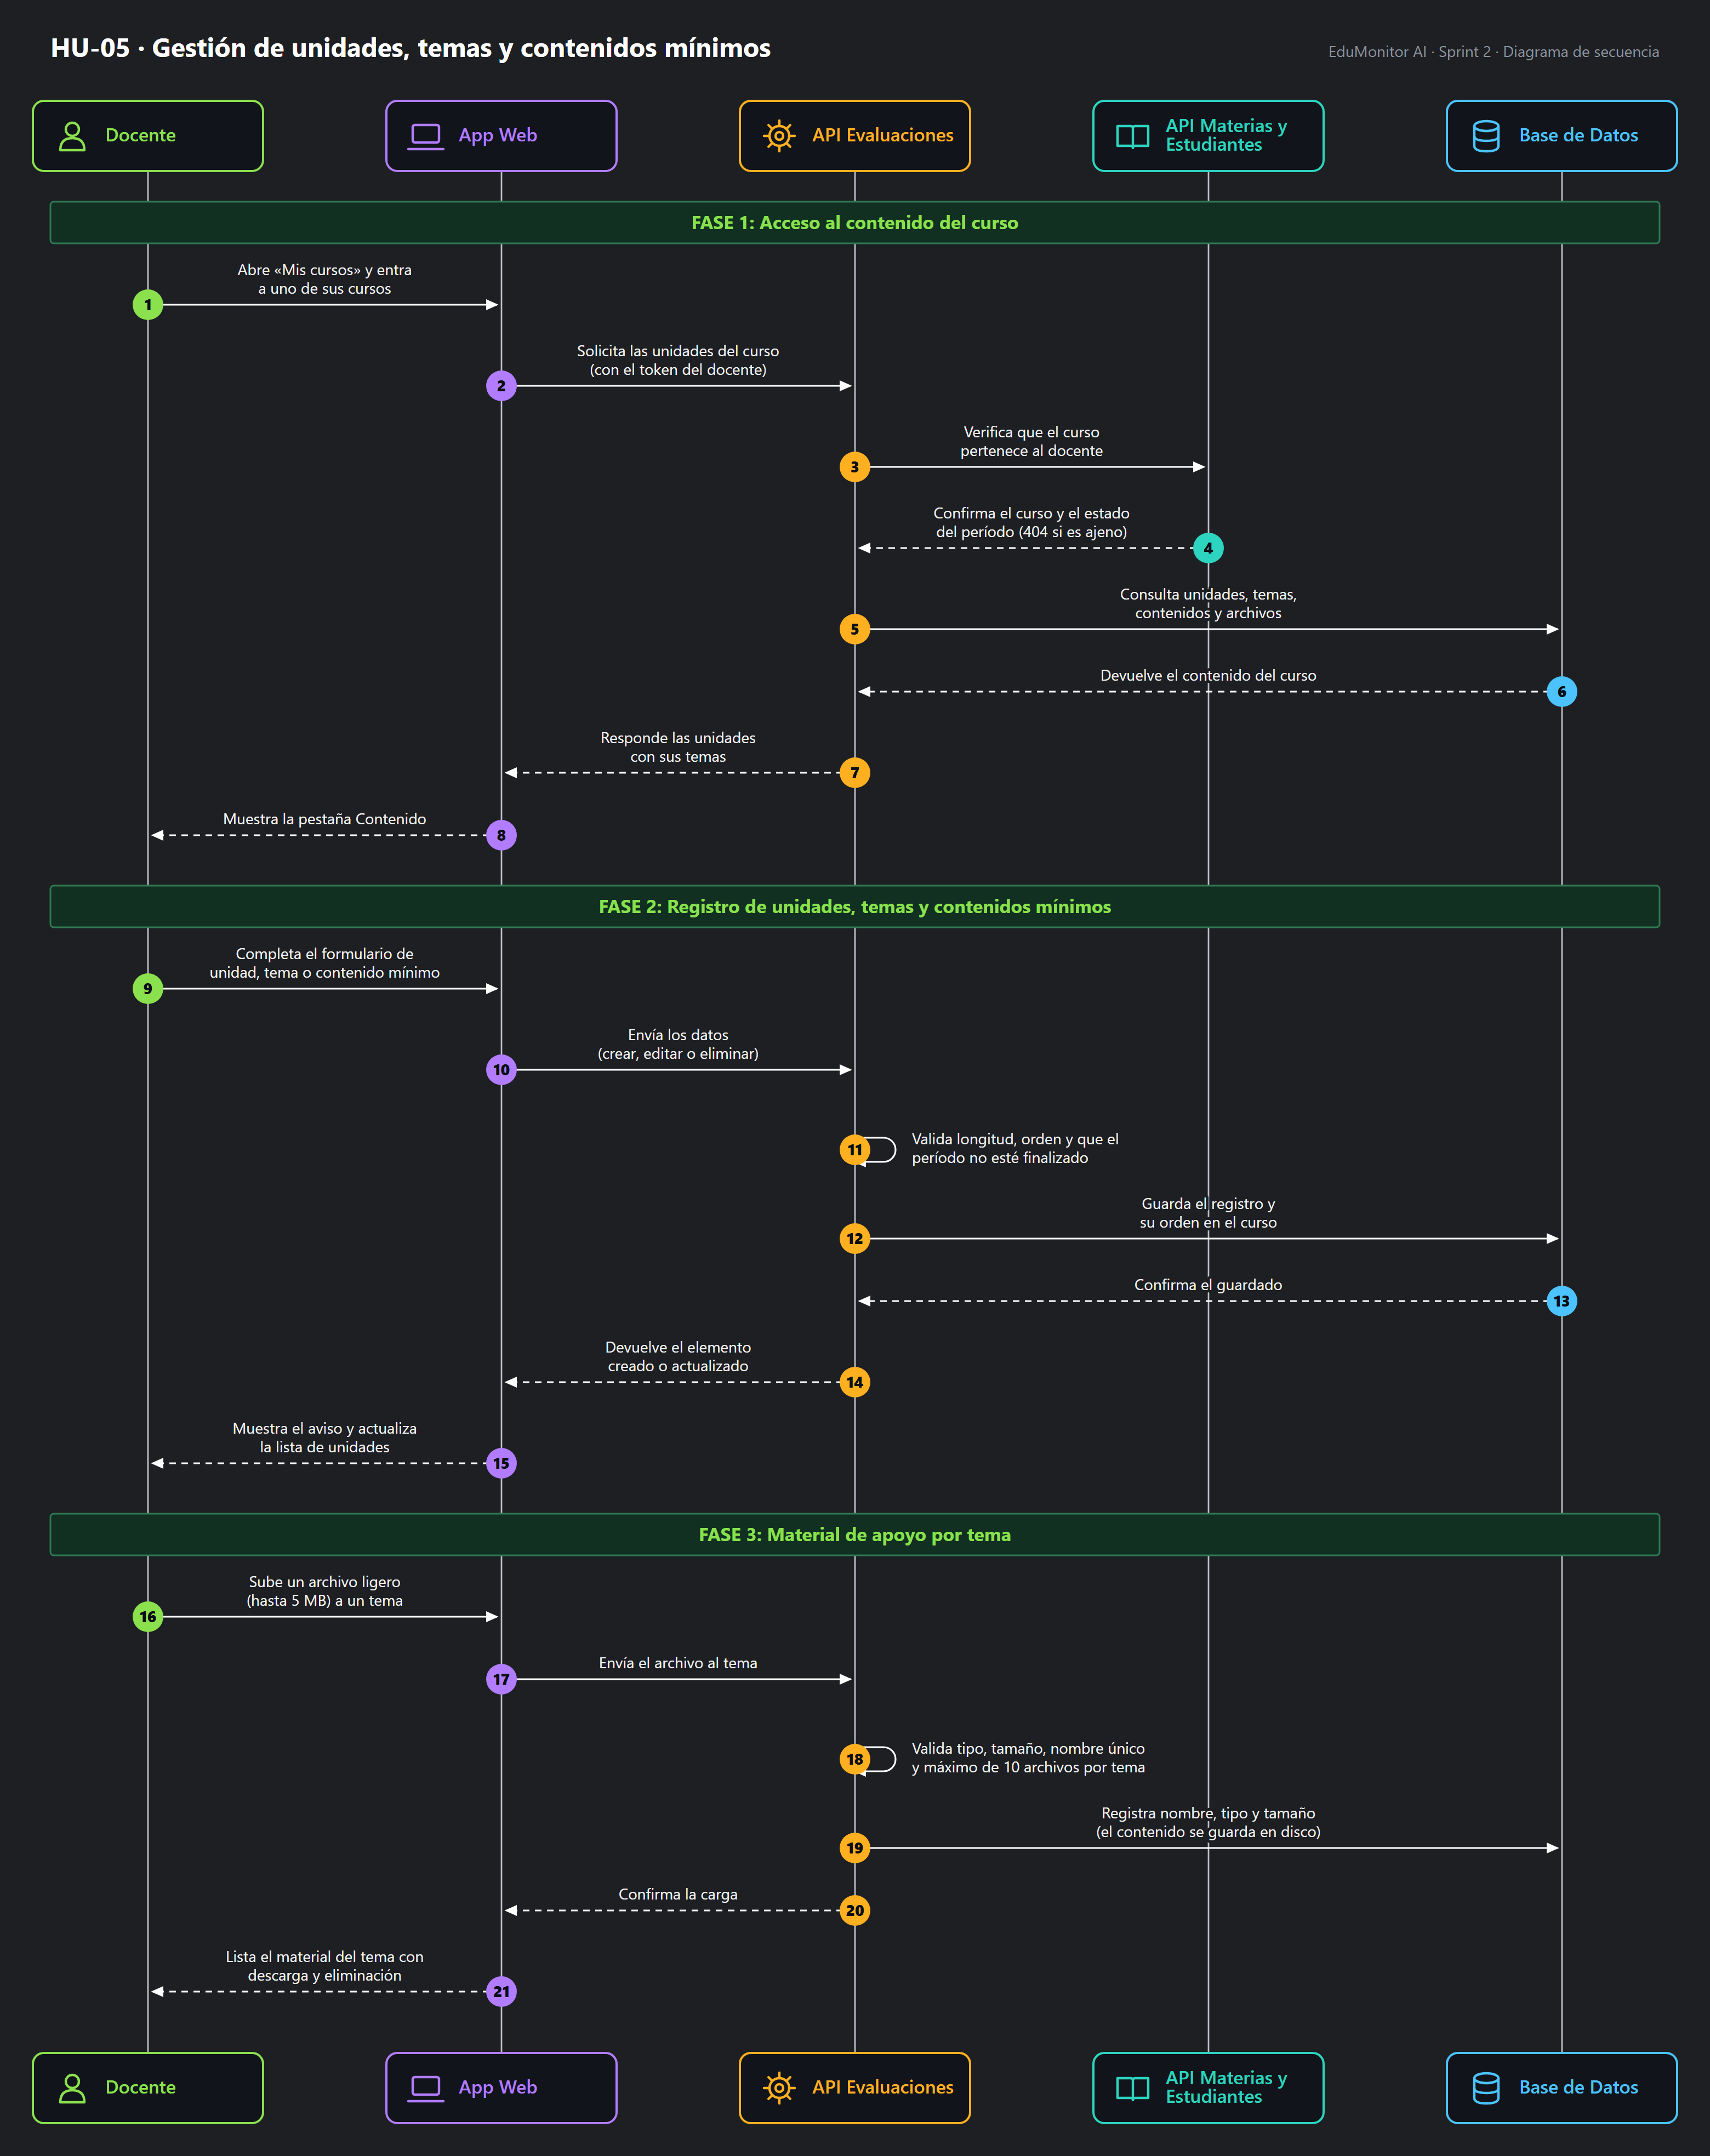 HU-05 · Gestión de unidades, temas y contenidos mínimos
EduMonitor AI · Sprint 2 · Diagrama de secuencia
Docente
App Web
API Evaluaciones
API Materias y
Estudiantes
Base de Datos
FASE 1: Acceso al contenido del curso
Abre «Mis cursos» y entra
a uno de sus cursos
1
Solicita las unidades del curso
(con el token del docente)
2
Verifica que el curso
pertenece al docente
3
Confirma el curso y el estado
del período (404 si es ajeno)
4
Consulta unidades, temas,
contenidos y archivos
5
Devuelve el contenido del curso
6
Responde las unidades
con sus temas
7
Muestra la pestaña Contenido
8
FASE 2: Registro de unidades, temas y contenidos mínimos
Completa el formulario de
unidad, tema o contenido mínimo
9
Envía los datos
(crear, editar o eliminar)
10
Valida longitud, orden y que el
período no esté finalizado
11
Guarda el registro y
su orden en el curso
12
Confirma el guardado
13
Devuelve el elemento
creado o actualizado
14
Muestra el aviso y actualiza
la lista de unidades
15
FASE 3: Material de apoyo por tema
Sube un archivo ligero
(hasta 5 MB) a un tema
16
Envía el archivo al tema
17
Valida tipo, tamaño, nombre único
y máximo de 10 archivos por tema
18
Registra nombre, tipo y tamaño
(el contenido se guarda en disco)
19
Confirma la carga
20
Lista el material del tema con
descarga y eliminación
21
Docente
App Web
API Evaluaciones
API Materias y
Estudiantes
Base de Datos